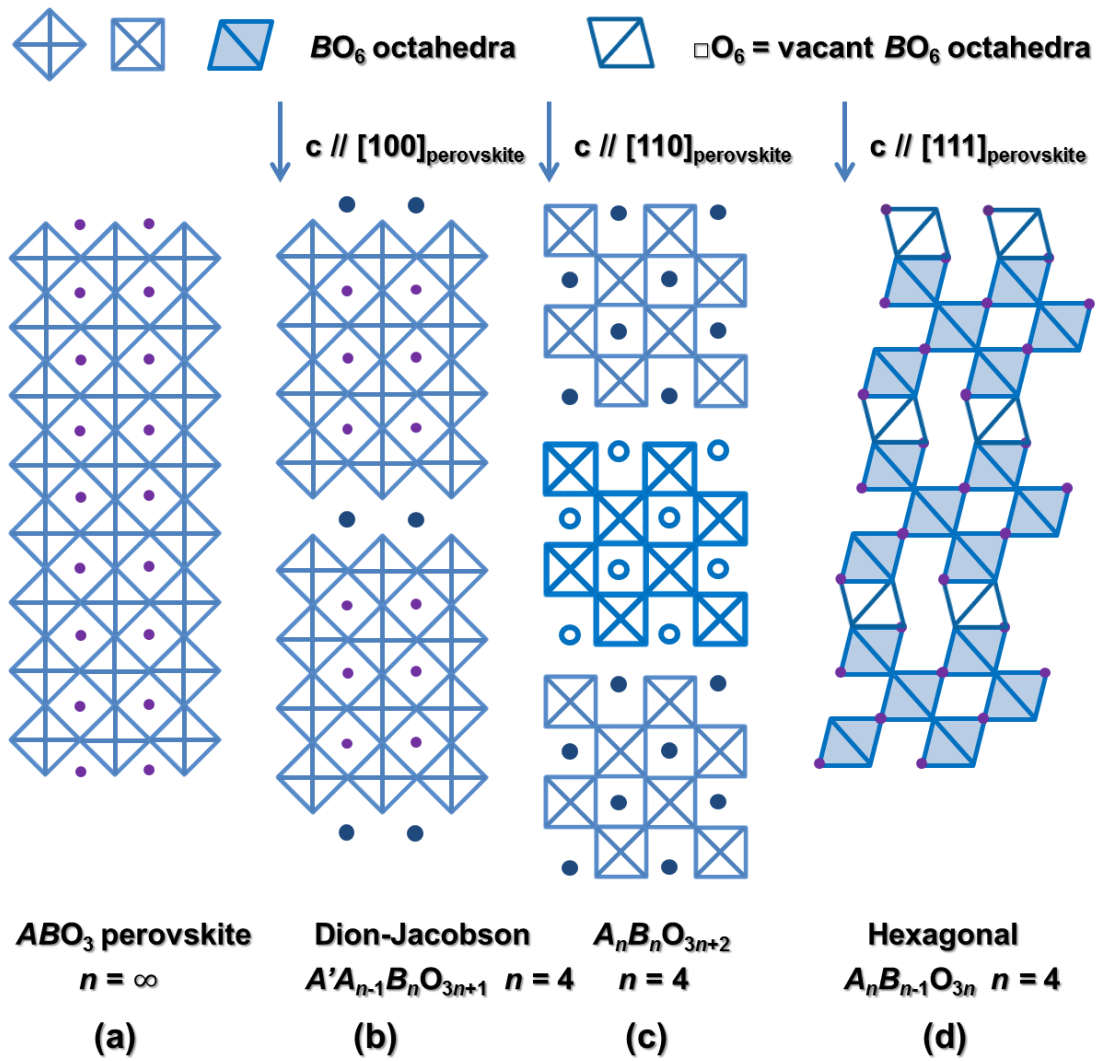 BO₆ octahedra
□O₆ = vacant BO₆ octahedra
c // [100]perovskite
c // [110]perovskite
c // [111]perovskite
ABO₃ perovskite
n = ∞
(a)
Dion-Jacobson
A'Aₙ₋₁BₙO₃ₙ₊₁ n = 4
(b)
AₙBₙO₃ₙ₊₂
n = 4
(c)
Hexagonal
AₙBₙ₋₁O₃ₙ n = 4
(d)